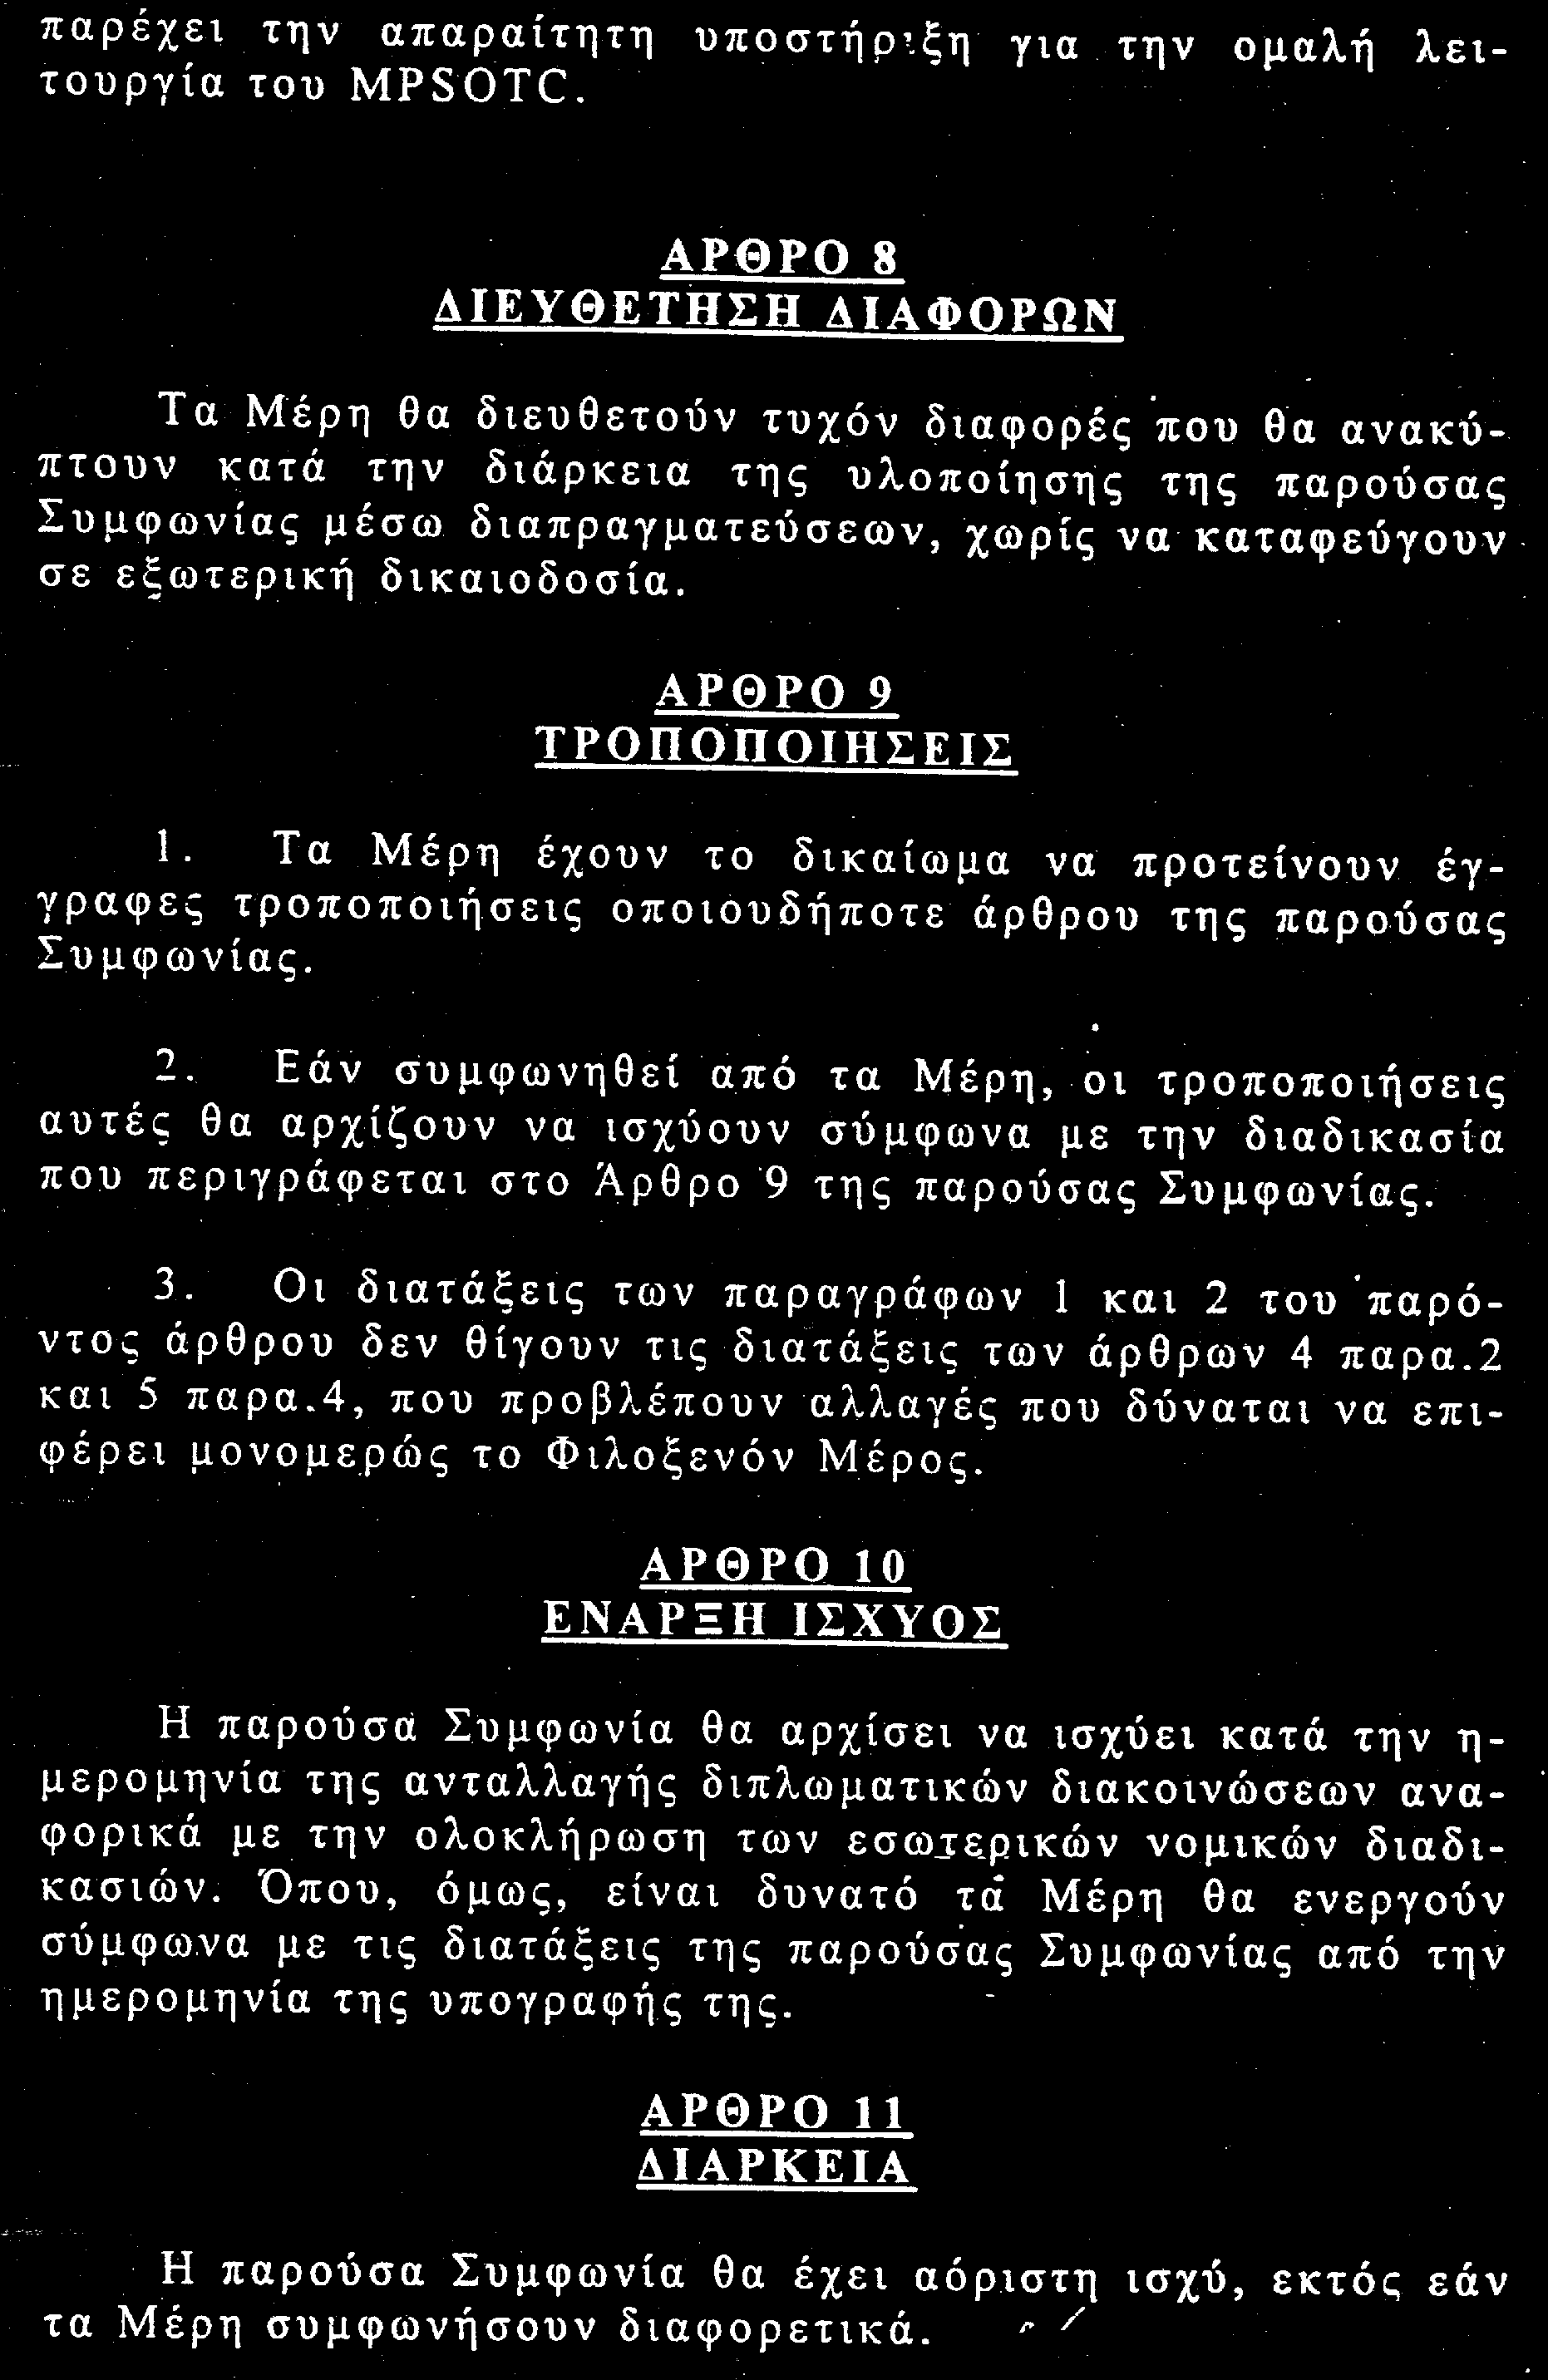 παρέχει την απαραίτητη υποστήριξη για την ομαλή λει-
τουργία του MPSOTC.
ΑΡΘΡΟ 8
ΔΙΕΥΘΕΤΗΣΗ ΔΙΑΦΟΡΩΝ
Τα Μέρη θα διευθετούν τυχόν διαφορές που θα ανακύ-
πτουν κατά την διάρκεια της υλοποίησης της παρούσας
Συμφωνίας μέσω διαπραγματεύσεων, χωρίς να καταφεύγουν
σε εξωτερική δικαιοδοσία.
ΑΡΘΡΟ 9
ΤΡΟΠΟΠΟΙΗΣΕΙΣ
1. Τα Μέρη έχουν το δικαίωμα να προτείνουν έγ-
γραφες τροποποιήσεις οποιουδήποτε άρθρου της παρούσας
Συμφωνίας.
2. Εάν συμφωνηθεί από τα Μέρη, οι τροποποιήσεις
αυτές θα αρχίζουν να ισχύουν σύμφωνα με την διαδικασία
που περιγράφεται στο Άρθρο 9 της παρούσας Συμφωνίας.
3. Οι διατάξεις των παραγράφων 1 και 2 του παρό-
ντος άρθρου δεν θίγουν τις διατάξεις των άρθρων 4 παρα.2
και 5 παρα.4, που προβλέπουν αλλαγές που δύναται να επι-
φέρει μονομερώς το Φιλοξενόν Μέρος.
ΑΡΘΡΟ 10
ΕΝΑΡΞΗ ΙΣΧΥΟΣ
Η παρούσα Συμφωνία θα αρχίσει να ισχύει κατά την η-
μερομηνία της ανταλλαγής διπλωματικών διακοινώσεων ανα-
φορικά με την ολοκλήρωση των εσωτερικών νομικών διαδι-
κασιών. Όπου, όμως, είναι δυνατό τα Μέρη θα ενεργούν
σύμφωνα με τις διατάξεις της παρούσας Συμφωνίας από την
ημερομηνία της υπογραφής της.
ΑΡΘΡΟ 11
ΔΙΑΡΚΕΙΑ
Η παρούσα Συμφωνία θα έχει αόριστη ισχύ, εκτός εάν
τα Μέρη συμφωνήσουν διαφορετικά.